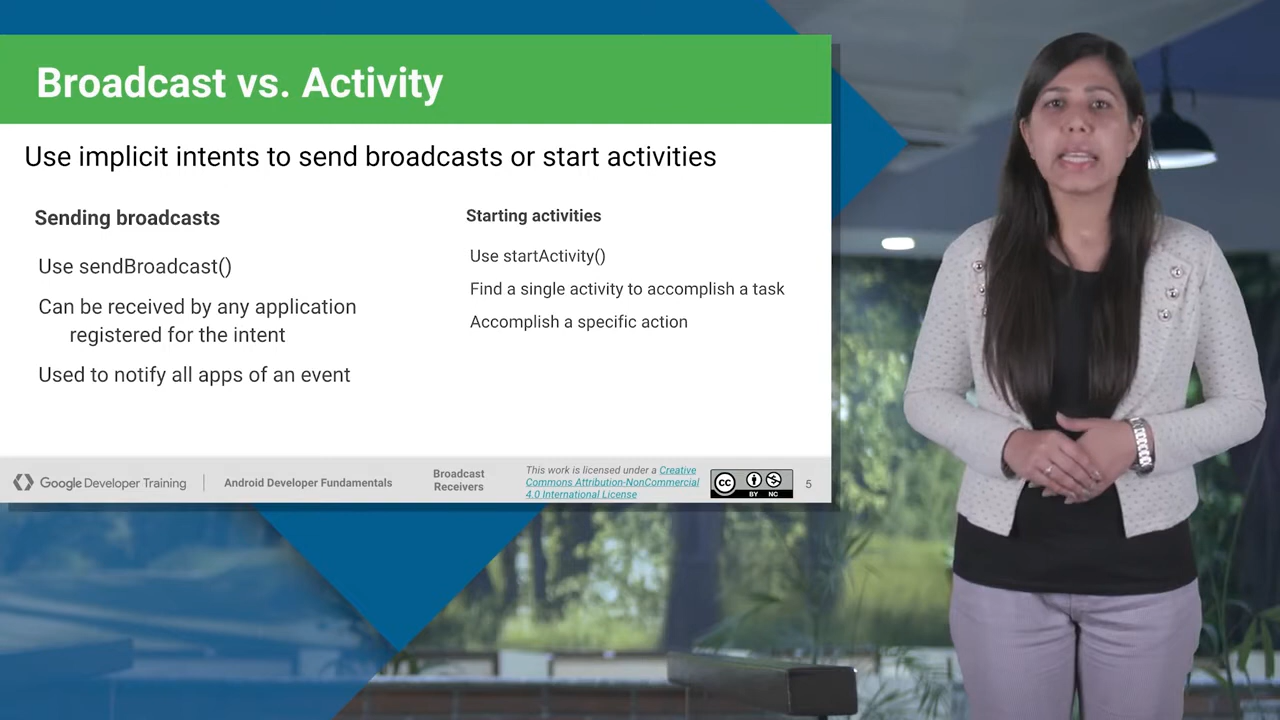 Broadcast vs. Activity
Use implicit intents to send broadcasts or start activities
Sending broadcasts
Use sendBroadcast()
Can be received by any application
registered for the intent
Used to notify all apps of an event
Starting activities
Use startActivity()
Find a single activity to accomplish a task
Accomplish a specific action
Google Developer Training
Android Developer Fundamentals
Broadcast
Receivers
This work is licensed under a Creative
Commons Attribution-NonCommercial
4.0 International License
cc
BY NC
5